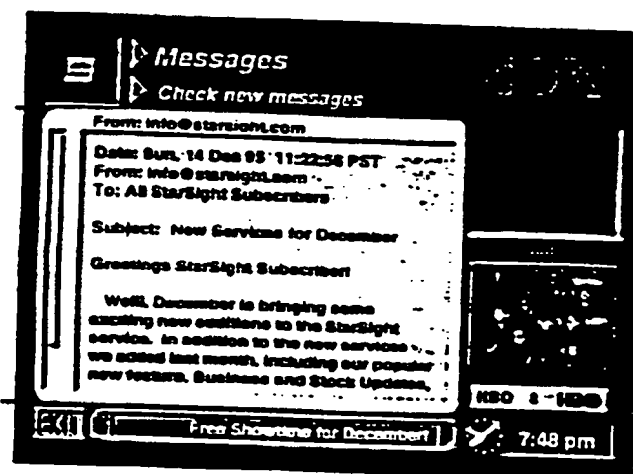 Messages
Check new messages
From: info@starsight.com
Date: Sun, 14 Dec 95 11:22:56 PST
From: info@starsight.com
To: All StarSight Subscribers
Subject: New Services for December
Greetings StarSight Subscriber!
Well, December is bringing some
exciting new additions to the StarSight
service. In addition to the new services
we added last month, including our popular
new feature, Business and Stock Updates,
EXIT
Free Showtime for December!
7:48 pm